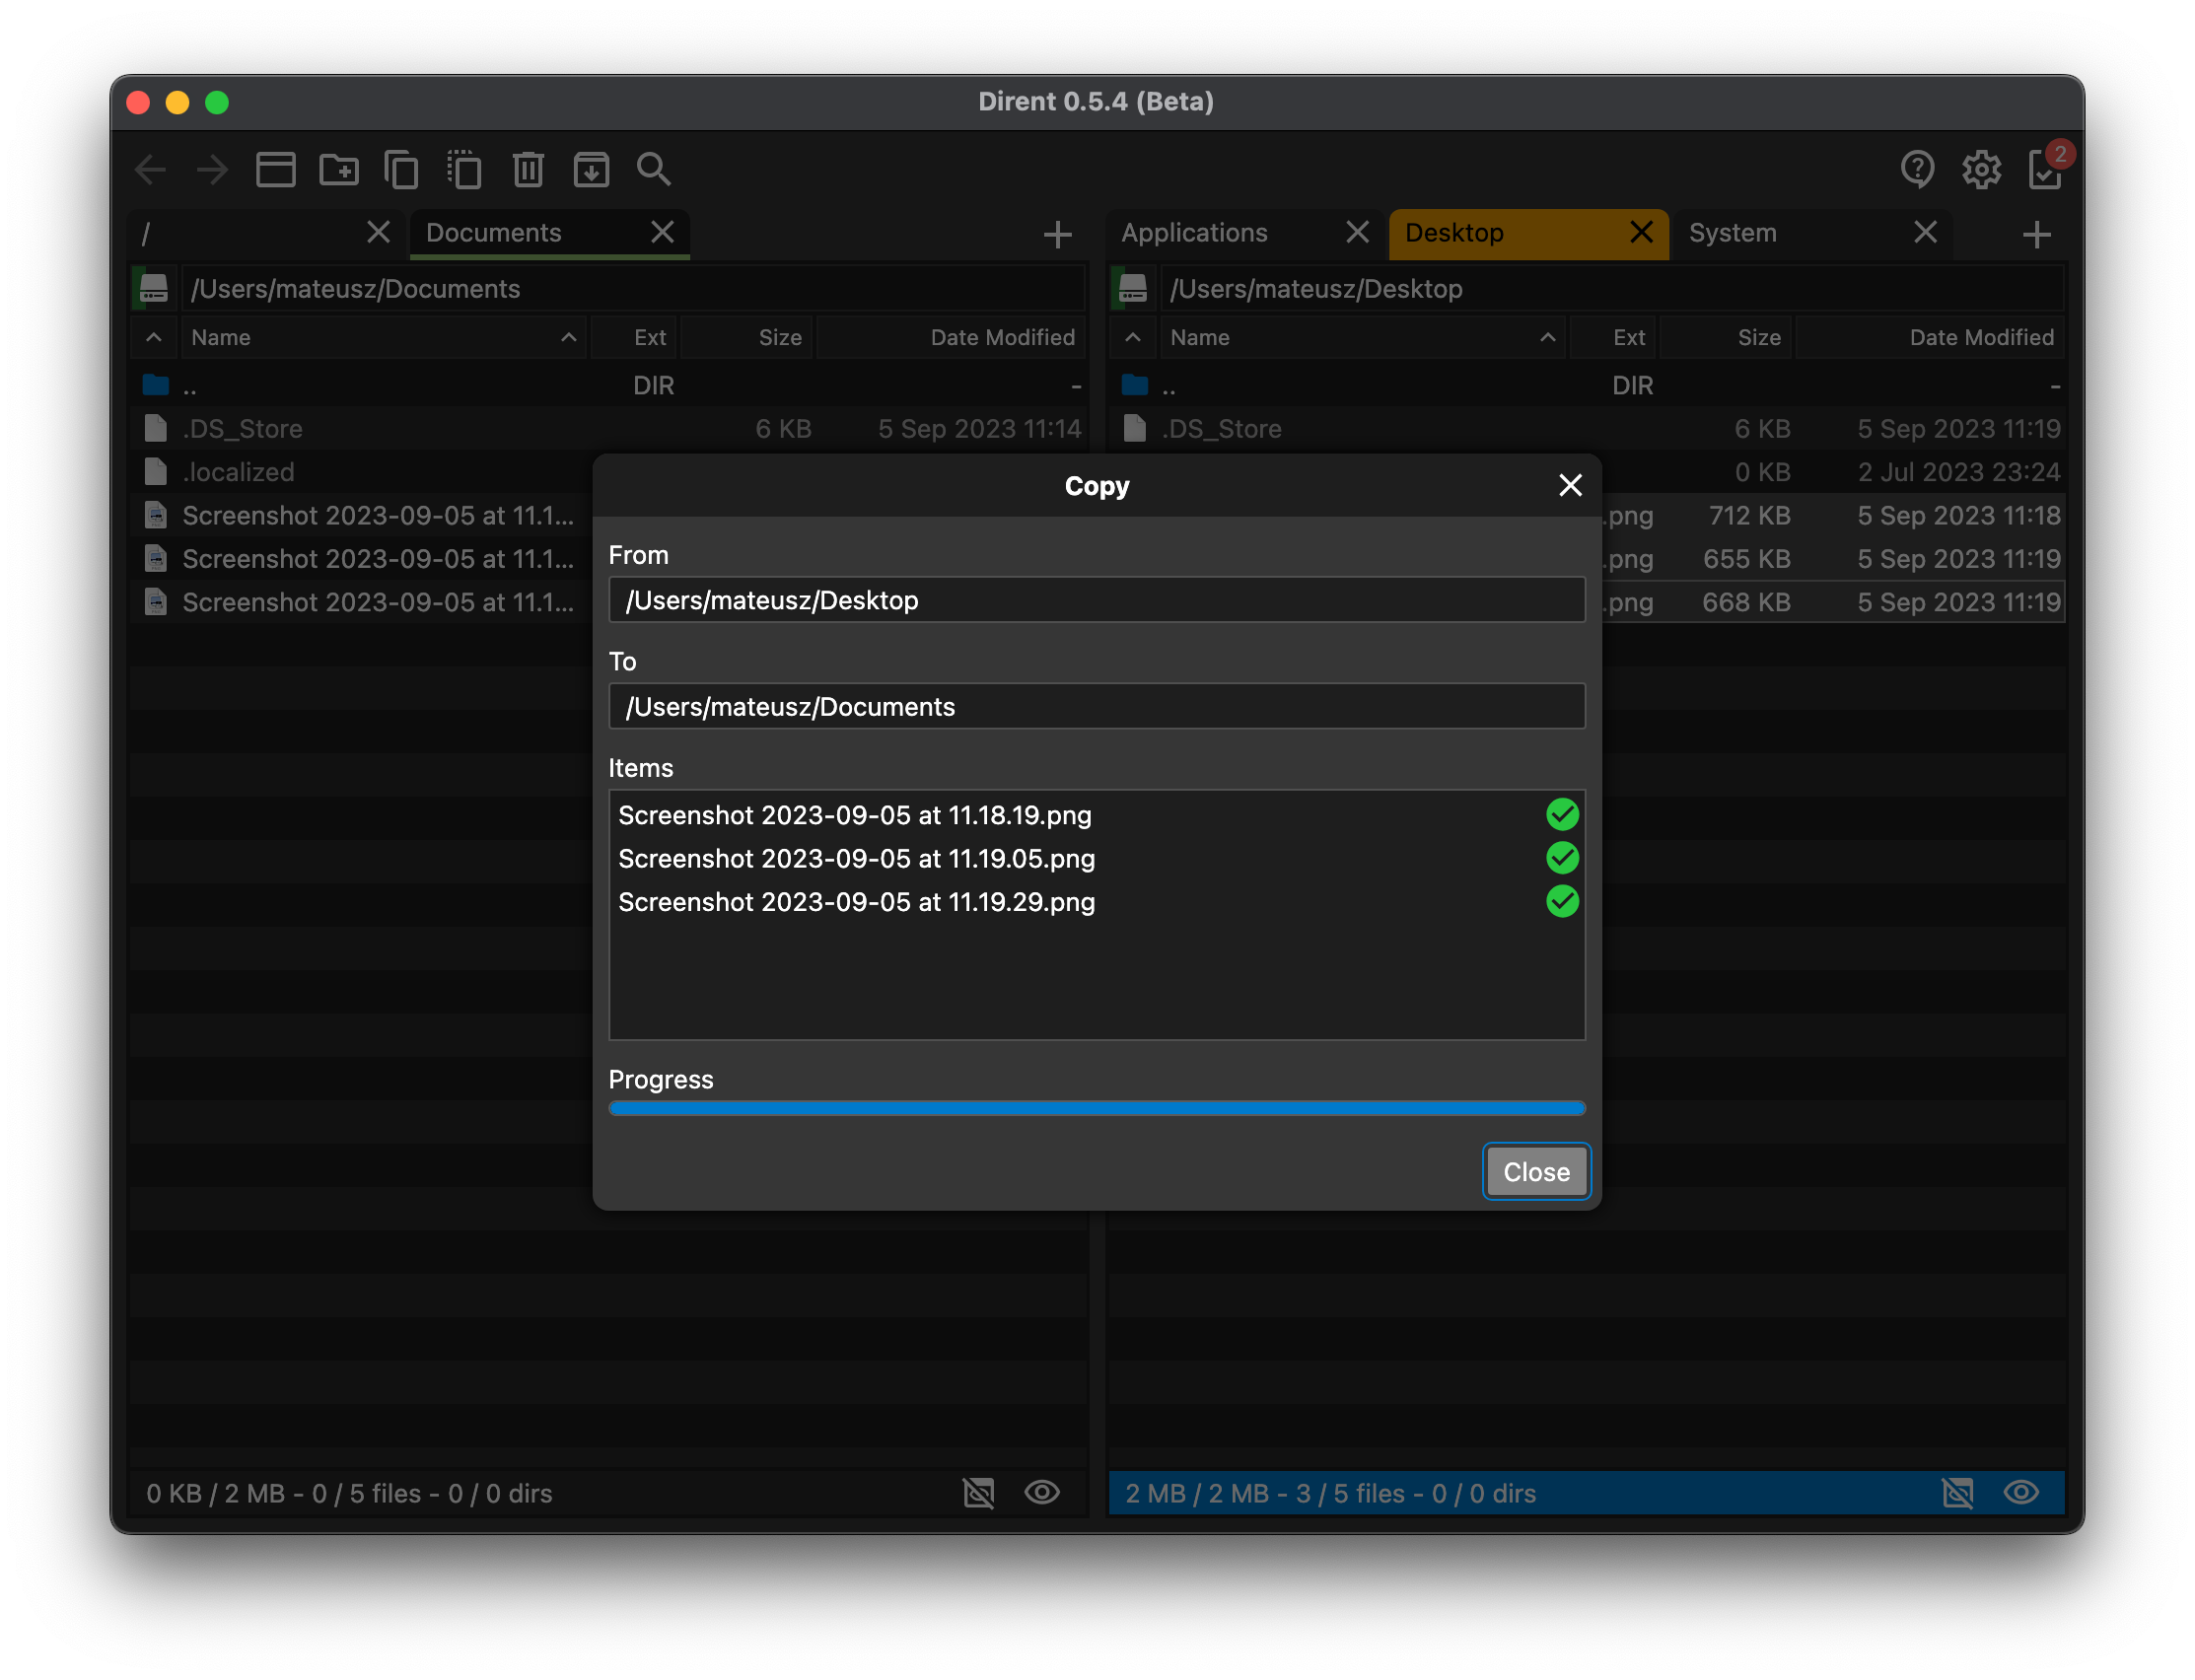 Dirent 0.5.4 (Beta)
2
/
Documents
Applications
Desktop
System
/Users/mateusz/Documents
/Users/mateusz/Desktop
Name Ext Size Date Modified
Name Ext Size Date Modified
.. DIR -
.. DIR -
.DS_Store 6 KB 5 Sep 2023 11:14
.DS_Store 6 KB 5 Sep 2023 11:19
.localized
0 KB 2 Jul 2023 23:24
Screenshot 2023-09-05 at 11.1...
.png 712 KB 5 Sep 2023 11:18
Screenshot 2023-09-05 at 11.1...
.png 655 KB 5 Sep 2023 11:19
Screenshot 2023-09-05 at 11.1...
.png 668 KB 5 Sep 2023 11:19
Copy
From
/Users/mateusz/Desktop
To
/Users/mateusz/Documents
Items
Screenshot 2023-09-05 at 11.18.19.png
Screenshot 2023-09-05 at 11.19.05.png
Screenshot 2023-09-05 at 11.19.29.png
Progress
Close
0 KB / 2 MB - 0 / 5 files - 0 / 0 dirs
2 MB / 2 MB - 3 / 5 files - 0 / 0 dirs